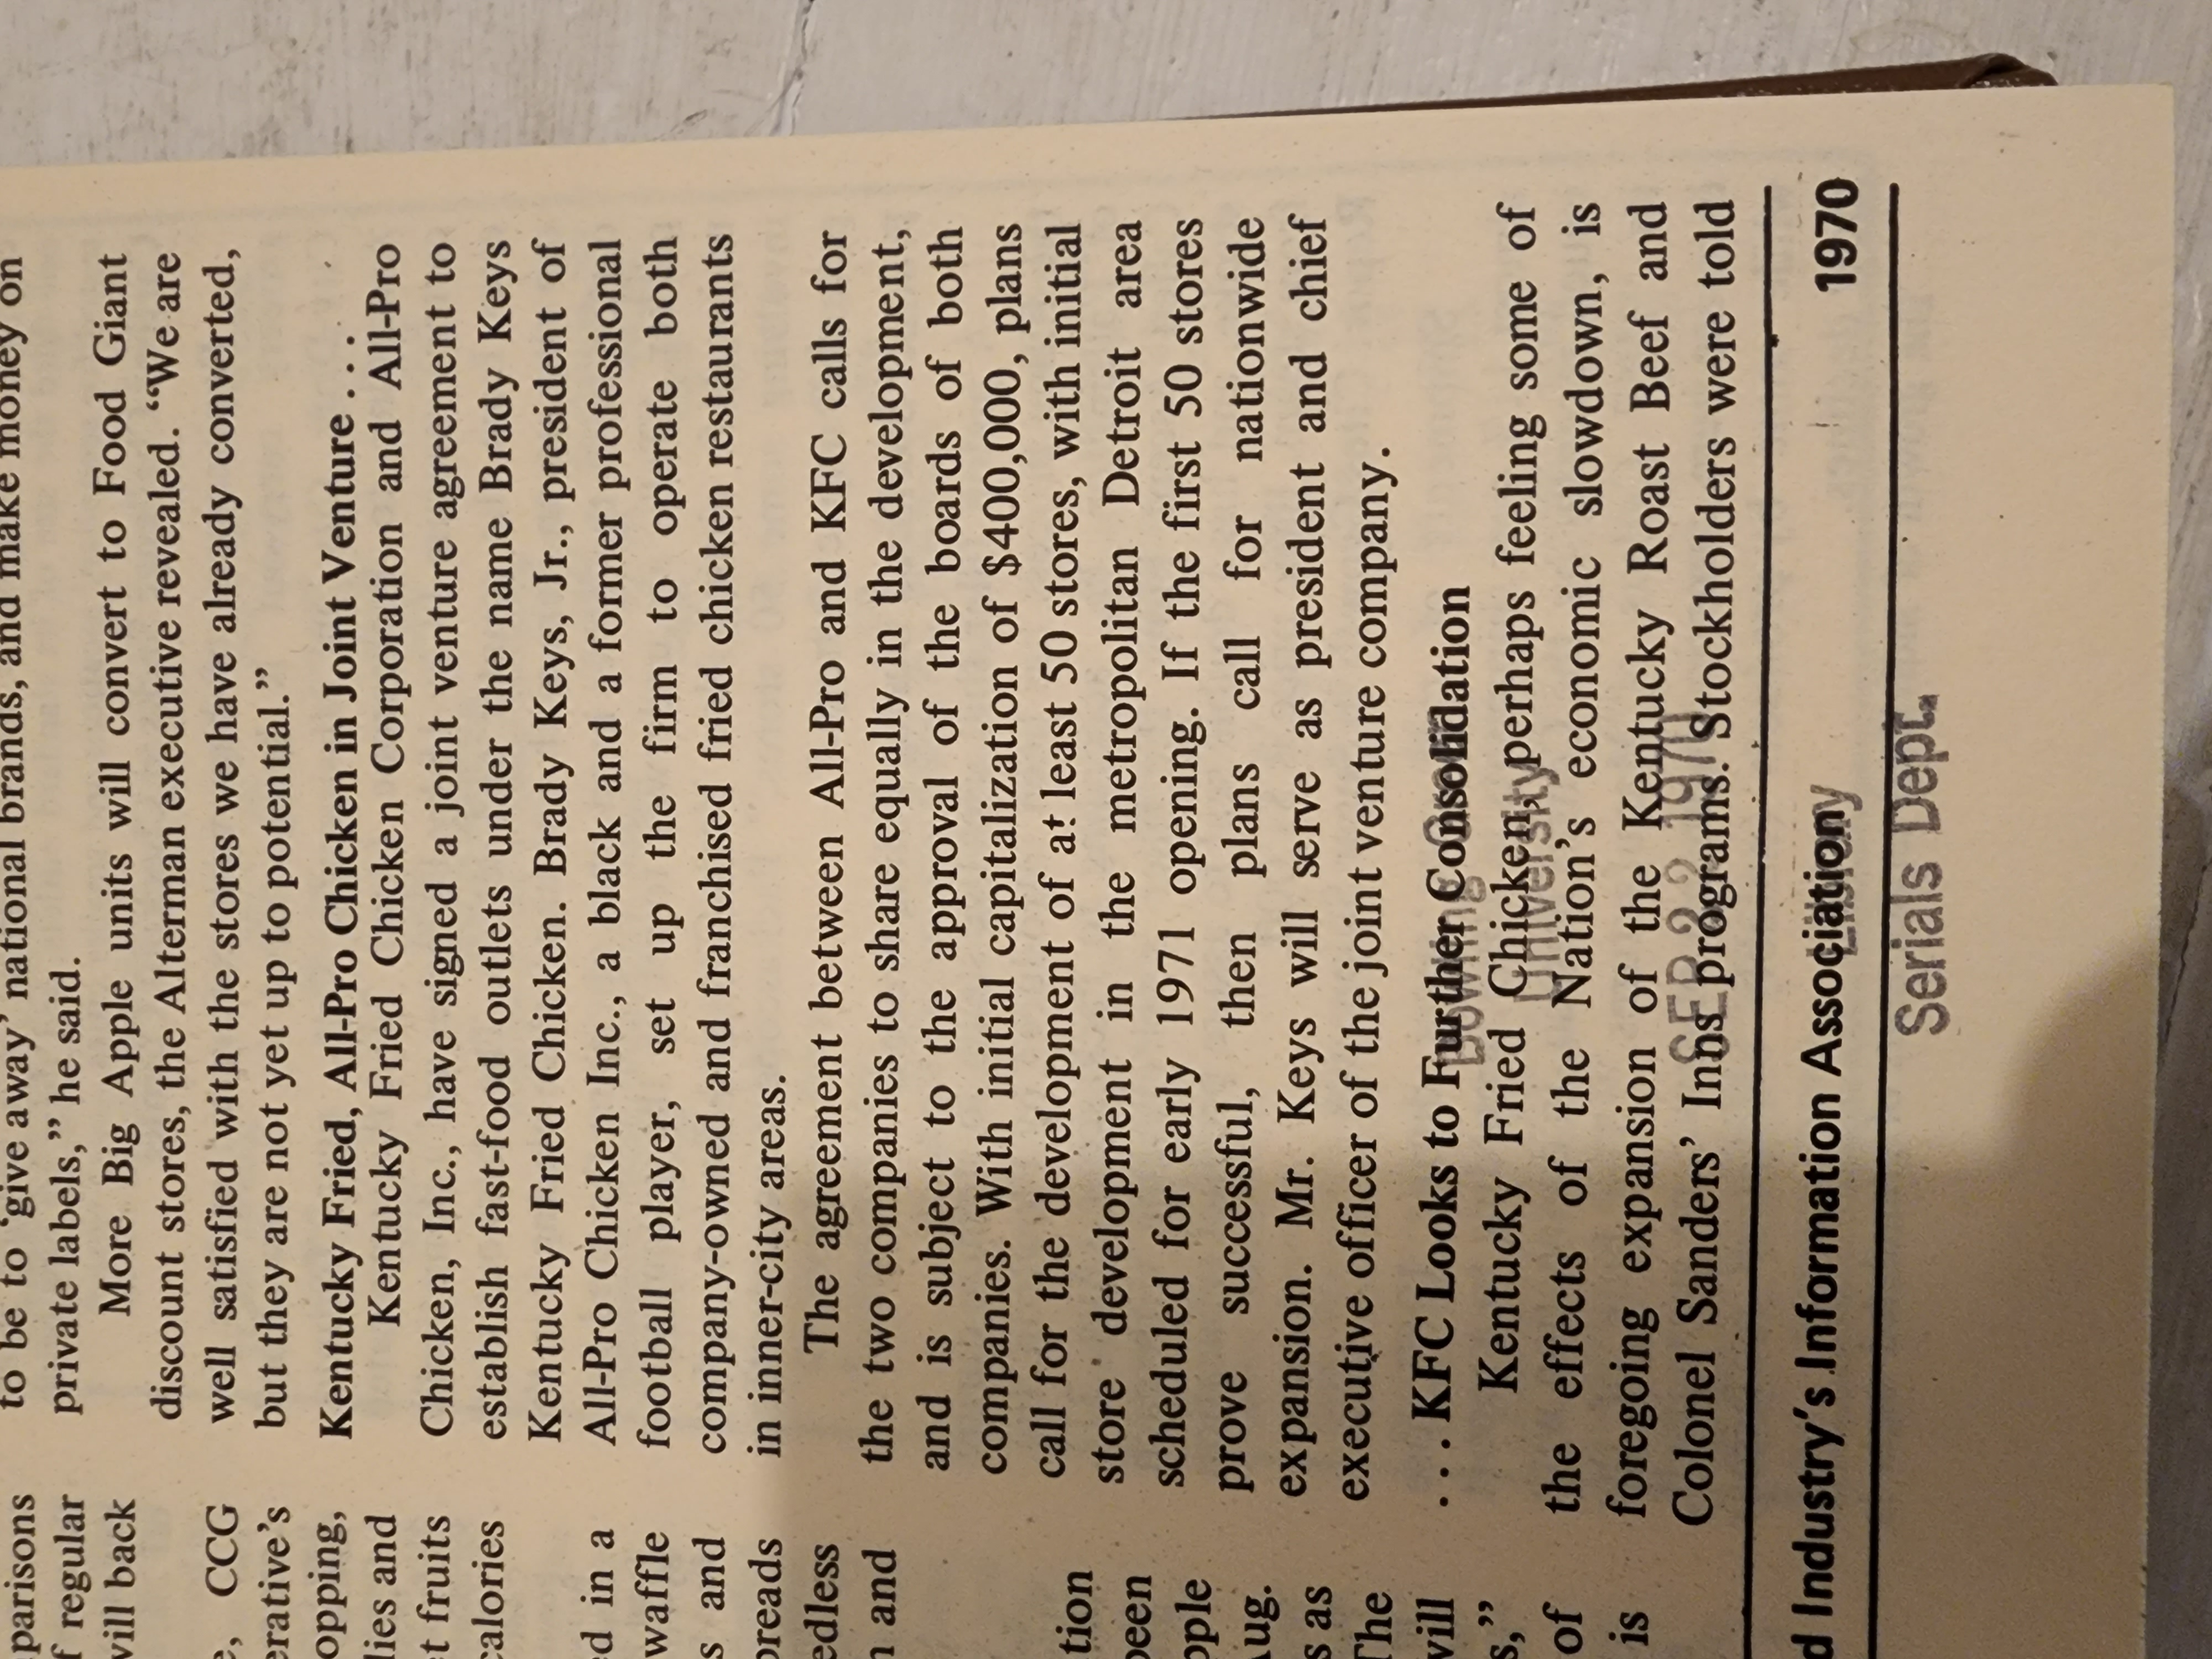 parisons
f regular
will back
e, CCG
erative's
opping,
lies and
t fruits
calories
ed in a
waffle
s and
preads
edless
n and
tion
been
ople
Aug.
s as
The
will
s,"
of
is
to be to 'give away' national brands, and make money on
private labels," he said.
More Big Apple units will convert to Food Giant
discount stores, the Alterman executive revealed. "We are
well satisfied with the stores we have already converted,
but they are not yet up to potential."
Kentucky Fried, All-Pro Chicken in Joint Venture . . .
Kentucky Fried Chicken Corporation and All-Pro
Chicken, Inc., have signed a joint venture agreement to
establish fast-food outlets under the name Brady Keys
Kentucky Fried Chicken. Brady Keys, Jr., president of
All-Pro Chicken Inc., a black and a former professional
football player, set up the firm to operate both
company-owned and franchised fried chicken restaurants
in inner-city areas.
The agreement between All-Pro and KFC calls for
the two companies to share equally in the development,
and is subject to the approval of the boards of both
companies. With initial capitalization of $400,000, plans
call for the development of at least 50 stores, with initial
store development in the metropolitan Detroit area
scheduled for early 1971 opening. If the first 50 stores
prove successful, then plans call for nationwide
expansion. Mr. Keys will serve as president and chief
executive officer of the joint venture company.
. . . KFC Looks to Further Consolidation
Kentucky Fried Chicken, perhaps feeling some of
the effects of the Nation's economic slowdown, is
foregoing expansion of the Kentucky Roast Beef and
Colonel Sanders' Inns programs. Stockholders were told
d Industry's Information Association 1970
Bowling Green
University
SEP 22 1970
Library
Serials Dept.